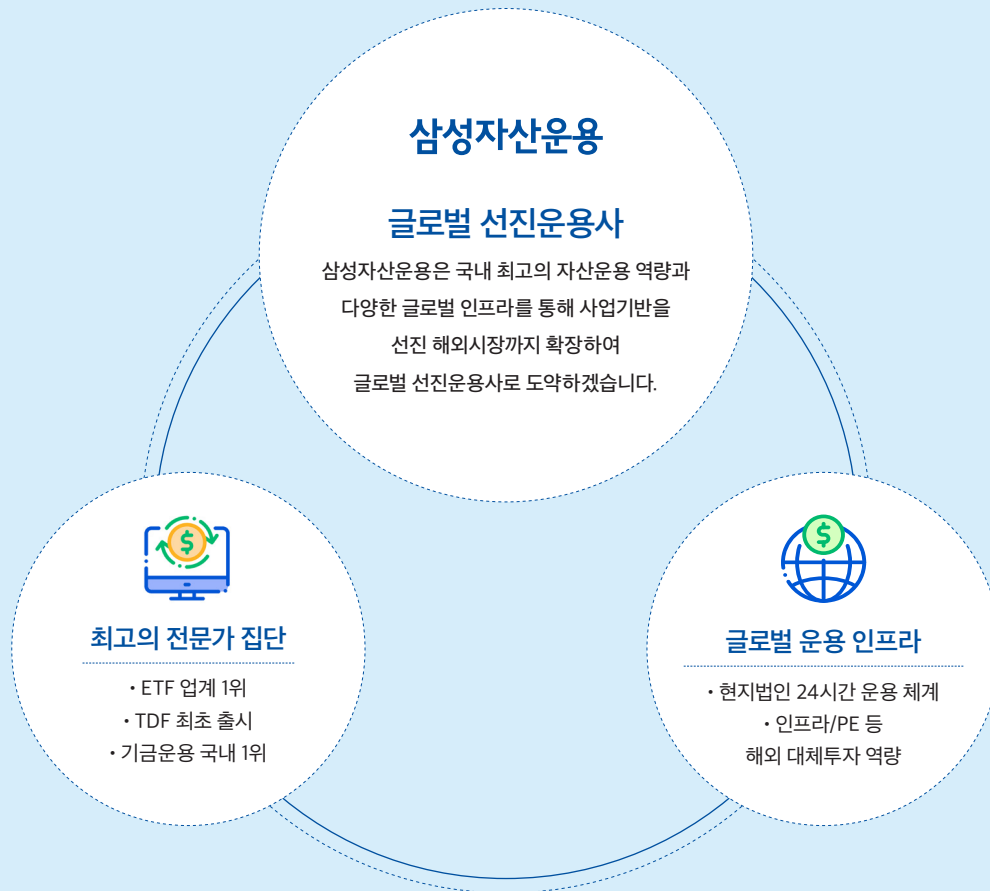 삼성자산운용
글로벌 선진운용사
삼성자산운용은 국내 최고의 자산운용 역량과
다양한 글로벌 인프라를 통해 사업기반을
선진 해외시장까지 확장하여
글로벌 선진운용사로 도약하겠습니다.
$
최고의 전문가 집단
• ETF 업계 1위
• TDF 최초 출시
• 기금운용 국내 1위
$
글로벌 운용 인프라
• 현지법인 24시간 운용 체계
• 인프라/PE 등
해외 대체투자 역량